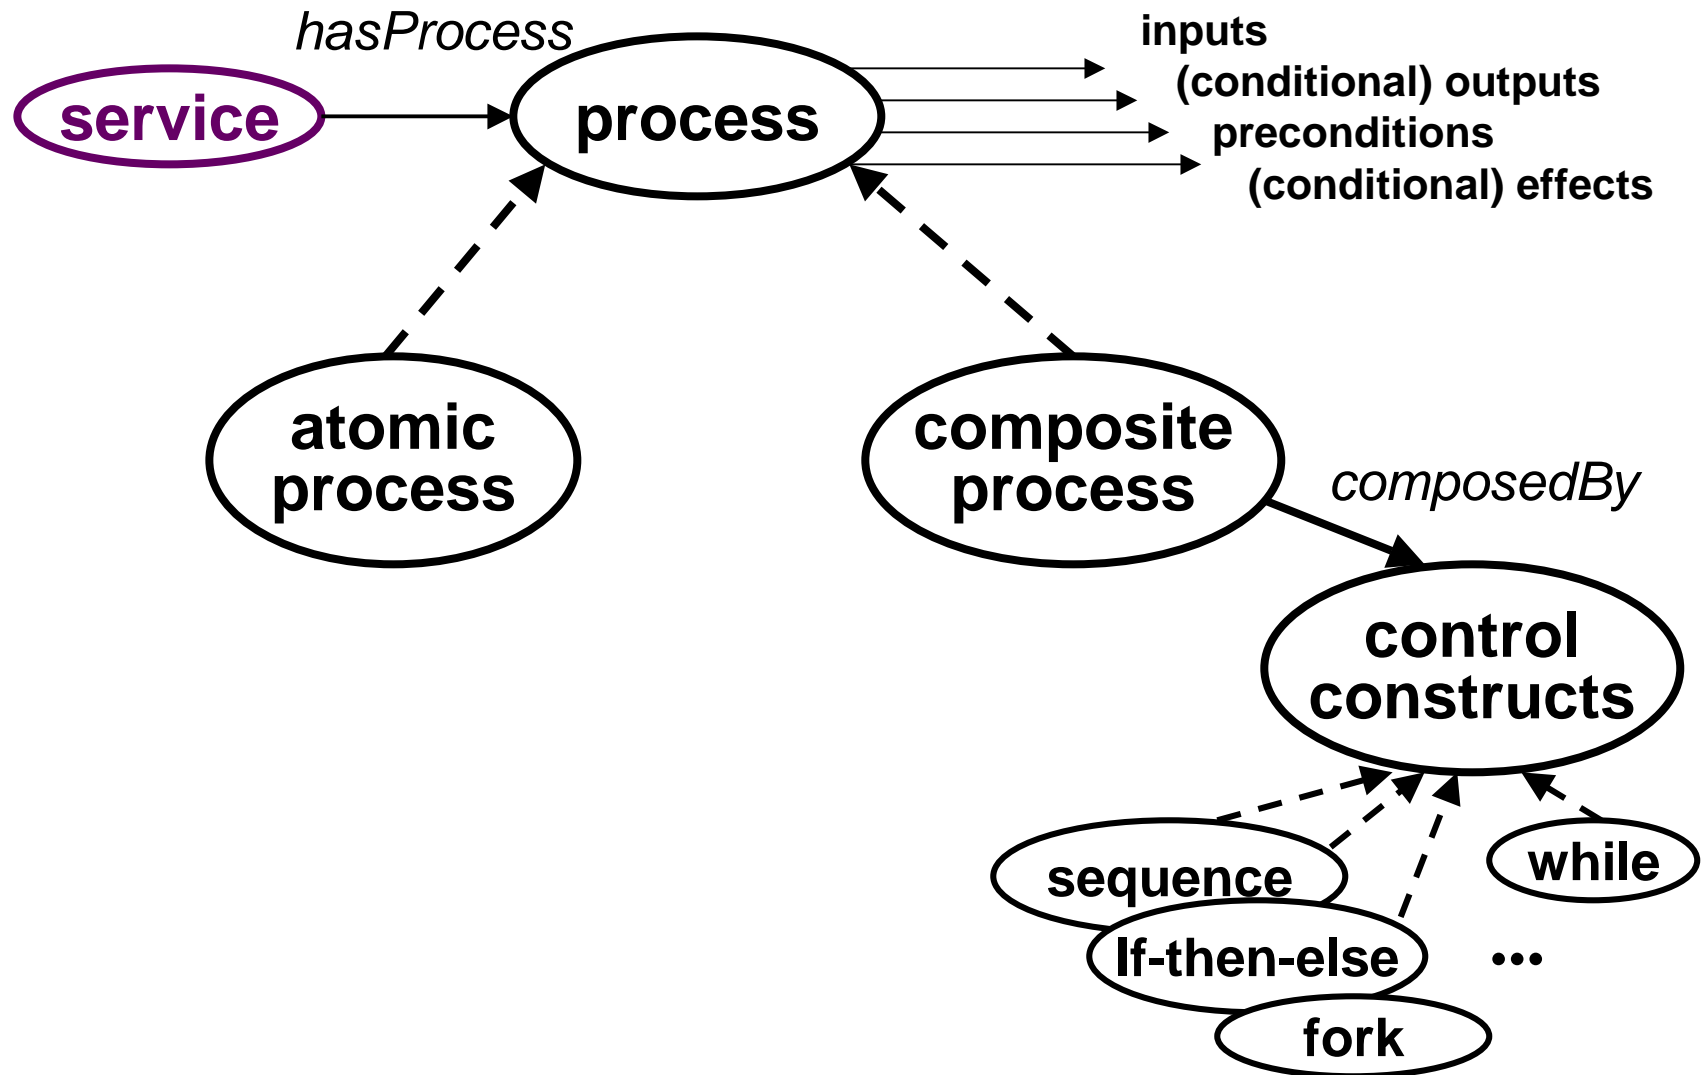 hasProcess
inputs
(conditional) outputs
preconditions
(conditional) effects
service
process
atomic
process
composite
process
composedBy
control
constructs
sequence
while
If-then-else
...
fork